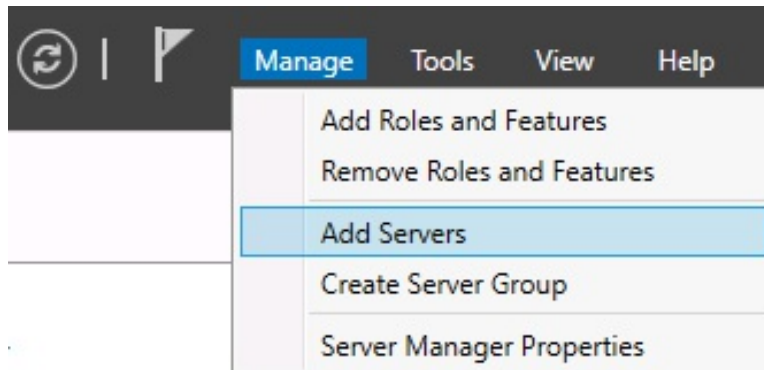 Manage Tools View Help
Add Roles and Features
Remove Roles and Features
Add Servers
Create Server Group
Server Manager Properties